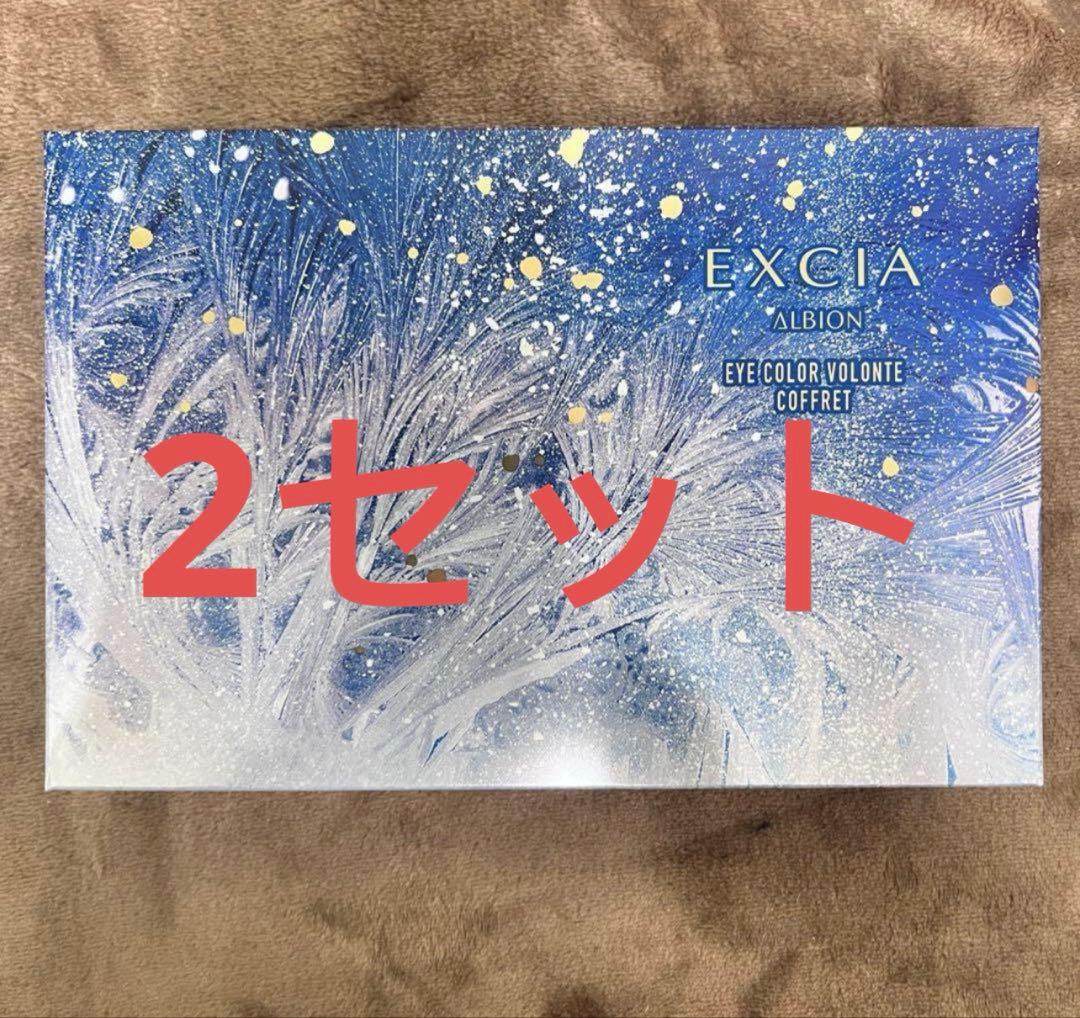 EXCIA
ALBION
EYE COLOR VOLONTE
COFFRET
2セット